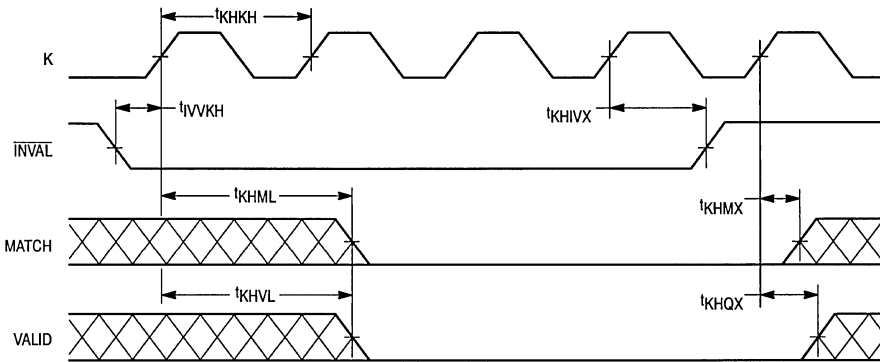 tKHKH
K
tIVVKH
tKHIVX
INVAL
tKHML
tKHMX
MATCH
tKHVL
tKHQX
VALID